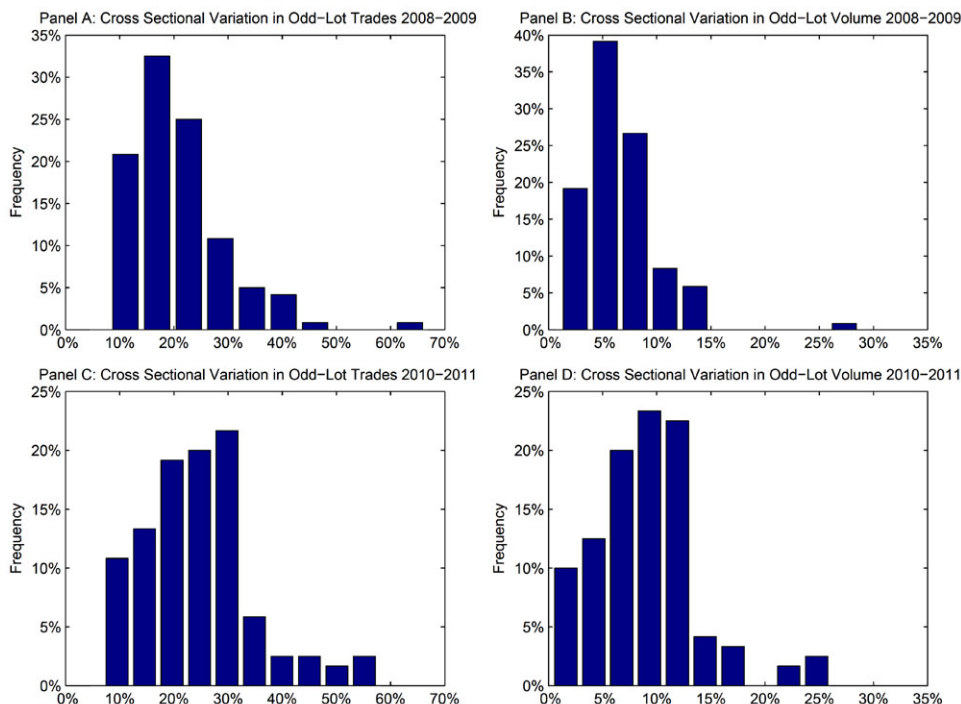 Panel A: Cross Sectional Variation in Odd-Lot Trades 2008-2009
35%
30%
25%
20%
15%
10%
5%
0%
Frequency
0% 10% 20% 30% 40% 50% 60% 70%
Panel B: Cross Sectional Variation in Odd-Lot Volume 2008-2009
40%
35%
30%
25%
20%
15%
10%
5%
0%
Frequency
0% 5% 10% 15% 20% 25% 30% 35%
Panel C: Cross Sectional Variation in Odd-Lot Trades 2010-2011
25%
20%
15%
10%
5%
0%
Frequency
0% 10% 20% 30% 40% 50% 60% 70%
Panel D: Cross Sectional Variation in Odd-Lot Volume 2010-2011
25%
20%
15%
10%
5%
0%
Frequency
0% 5% 10% 15% 20% 25% 30% 35%